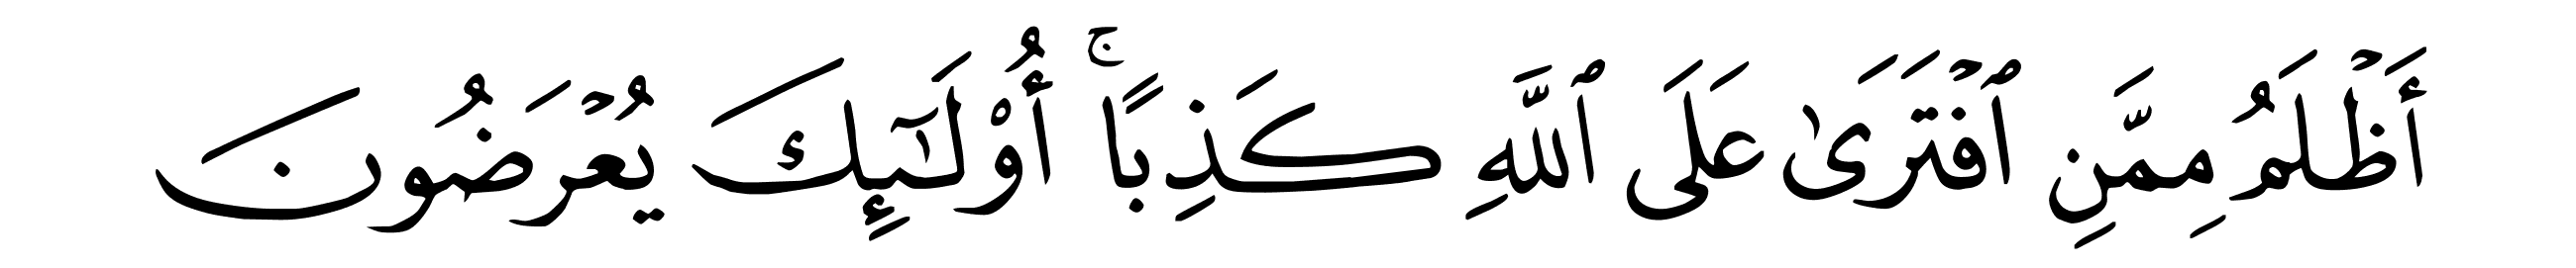 أَظۡلَمُ مِمَّنِ ٱفۡتَرَىٰ عَلَى ٱللَّهِ كَذِبًاۚ أُوْلَٰٓئِكَ يُعۡرَضُونَ